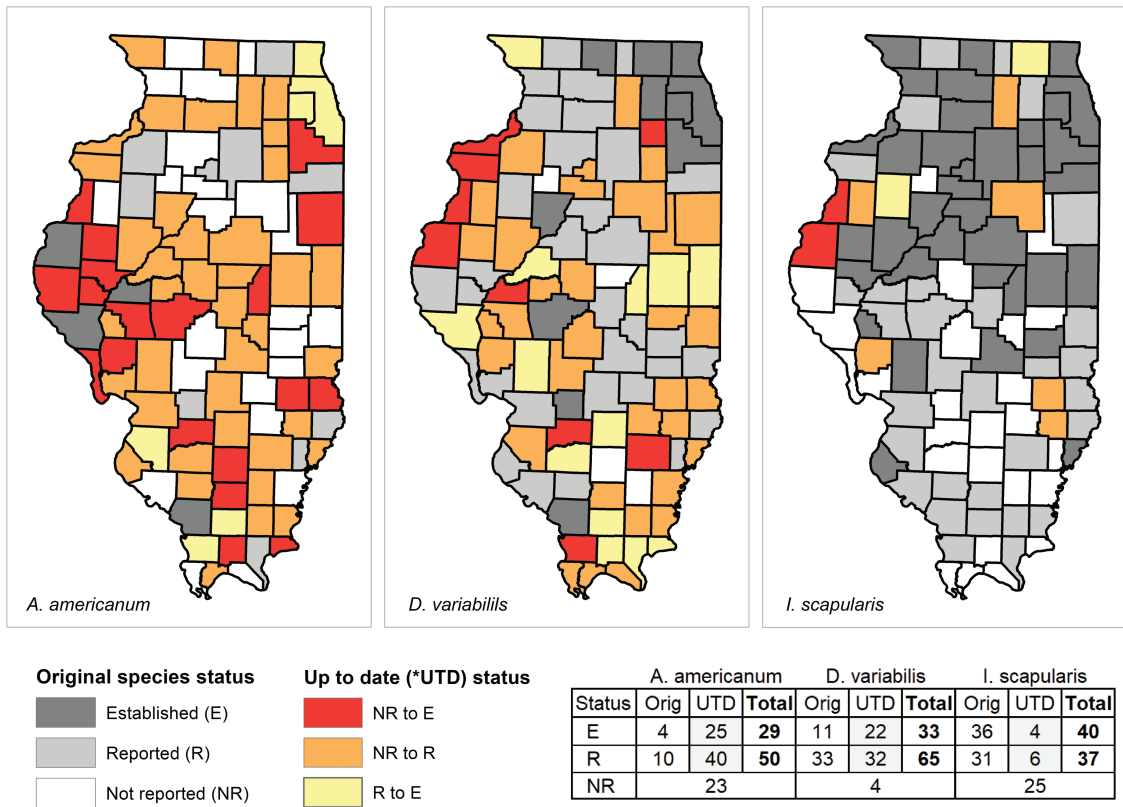 A. americanum
D. variabilils
I. scapularis
Original species status
Established (E)
Reported (R)
Not reported (NR)
Up to date (*UTD) status
NR to E
NR to R
R to E
A. americanum D. variabilis I. scapularis
Status Orig UTD Total Orig UTD Total Orig UTD Total
E 4 25 29 11 22 33 36 4 40
R 10 40 50 33 32 65 31 6 37
NR 23 4 25